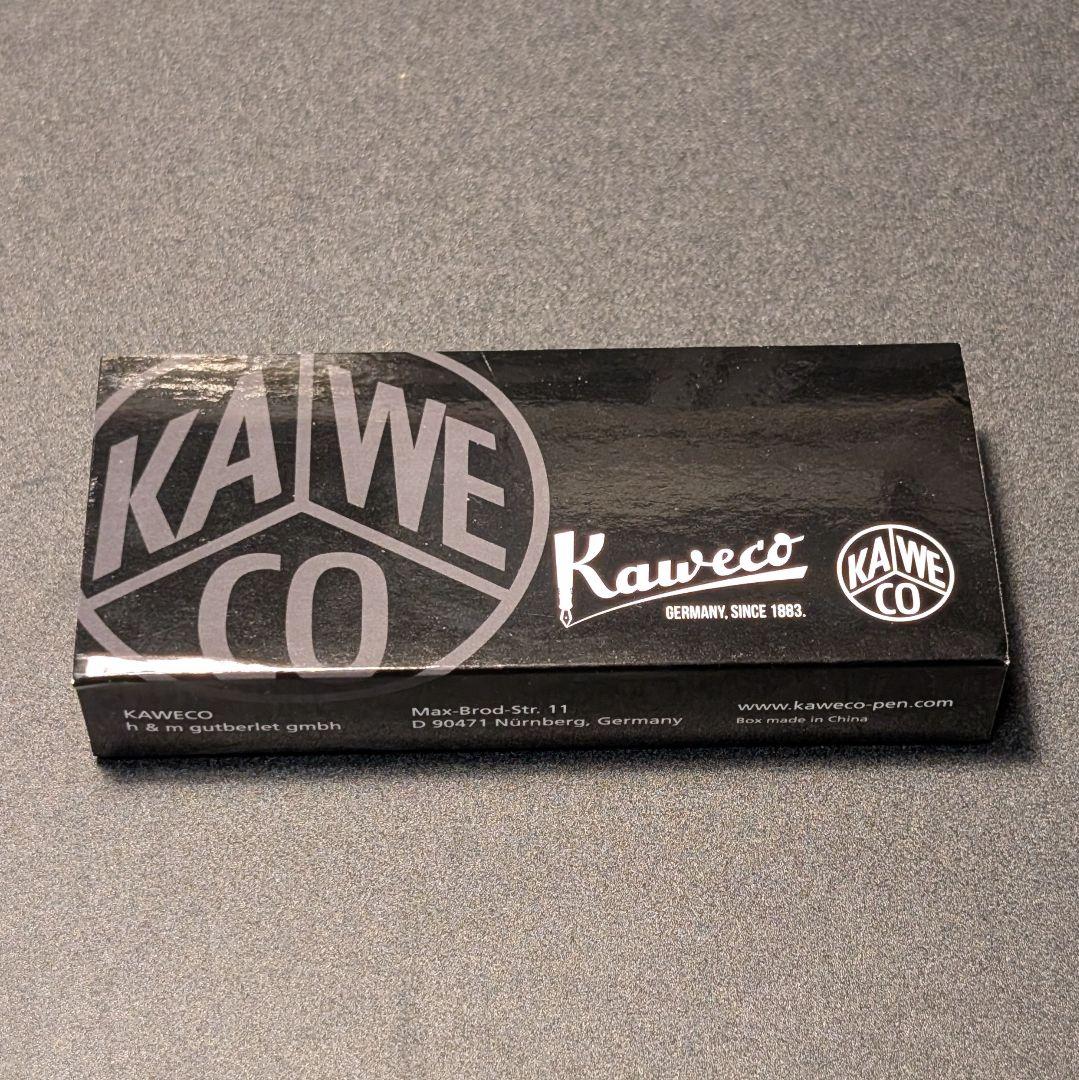 KA WE
CO
Kaweco
GERMANY, SINCE 1883.
KA WE
CO
KAWECO
h & m gutberlet gmbh
Max-Brod-Str. 11
D 90471 Nürnberg, Germany
www.kaweco-pen.com
Box made in China